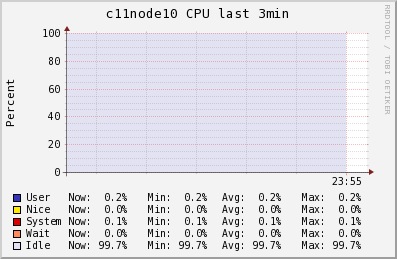 c11node10 CPU last 3min
RRDTOOL / TOBI OETIKER
Percent
100
80
60
40
20
0
23:55
User Now: 0.2% Min: 0.2% Avg: 0.2% Max: 0.2%
Nice Now: 0.0% Min: 0.0% Avg: 0.0% Max: 0.0%
System Now: 0.1% Min: 0.1% Avg: 0.1% Max: 0.1%
Wait Now: 0.0% Min: 0.0% Avg: 0.0% Max: 0.0%
Idle Now: 99.7% Min: 99.7% Avg: 99.7% Max: 99.7%